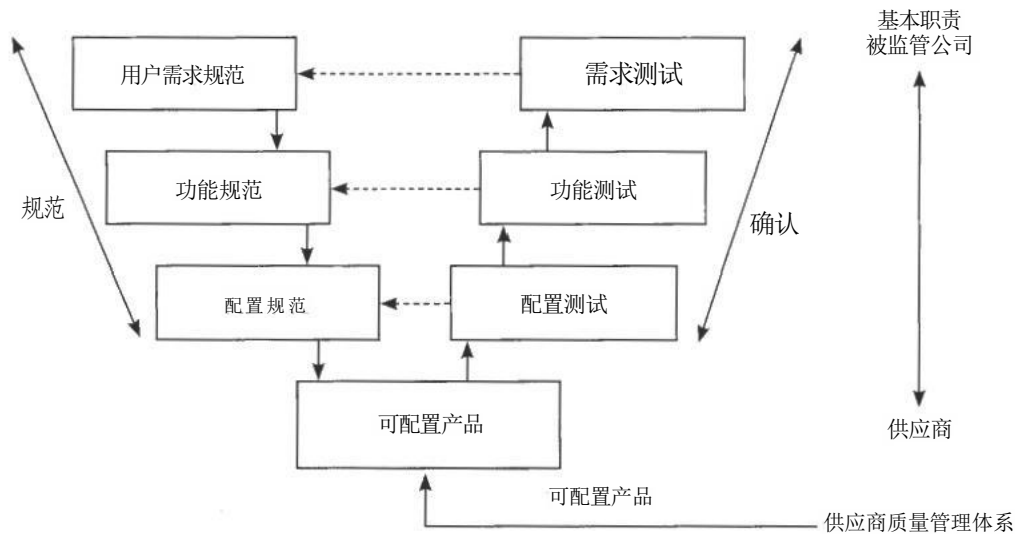 基本职责
被监管公司
用户需求规范
需求测试
功能规范
功能测试
规范
确认
配置规范
配置测试
可配置产品
供应商
可配置产品
供应商质量管理体系